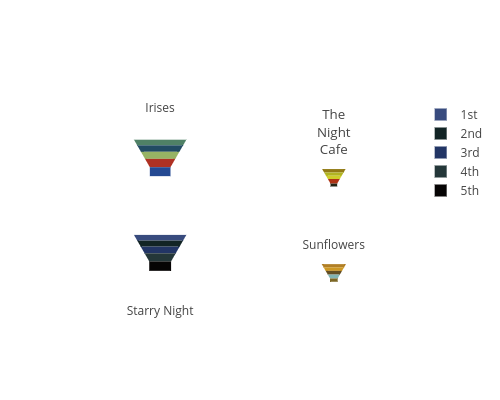 Irises
The
Night
Cafe
Starry Night
Sunflowers
1st
2nd
3rd
4th
5th